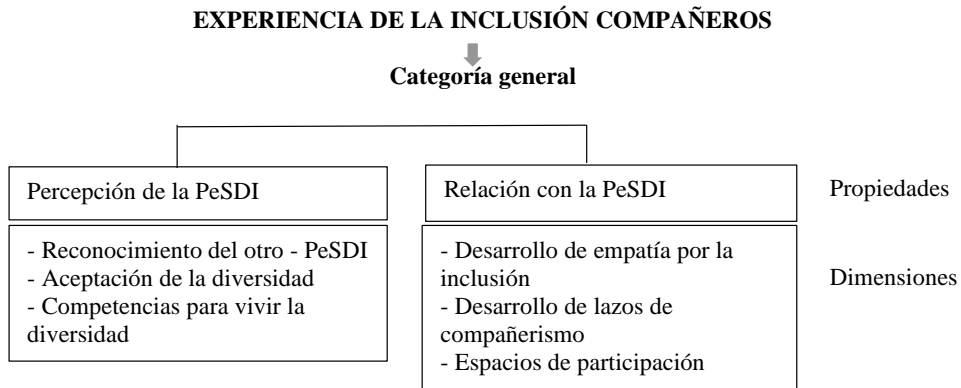 EXPERIENCIA DE LA INCLUSIÓN COMPAÑEROS
Categoría general
Percepción de la PeSDI
Relación con la PeSDI
Propiedades
- Reconocimiento del otro - PeSDI
- Aceptación de la diversidad
- Competencias para vivir la
diversidad
- Desarrollo de empatía por la
inclusión
- Desarrollo de lazos de
compañerismo
- Espacios de participación
Dimensiones